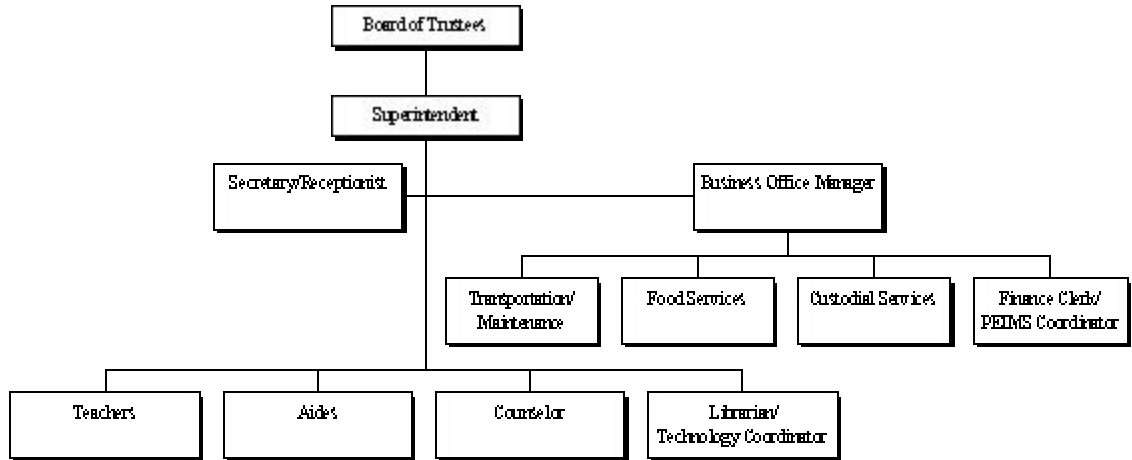 Board of Trustees
Superintendent
Secretary/Receptionist
Business Office Manager
Transportation/
Maintenance
Food Services
Custodial Services
Finance Clerk/
PEIMS Coordinator
Teachers
Aides
Counselor
Librarian/
Technology Coordinator